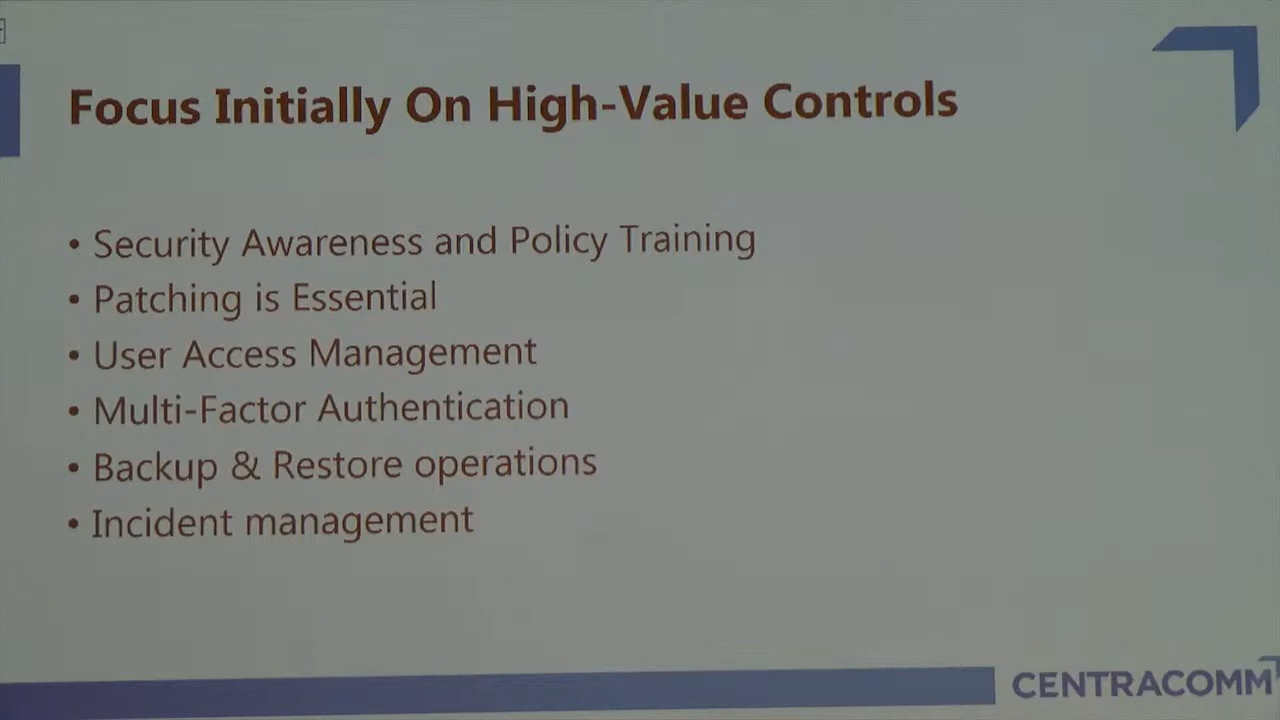 Focus Initially On High-Value Controls
• Security Awareness and Policy Training
• Patching is Essential
• User Access Management
• Multi-Factor Authentication
• Backup & Restore operations
• Incident management
CENTRACOMM